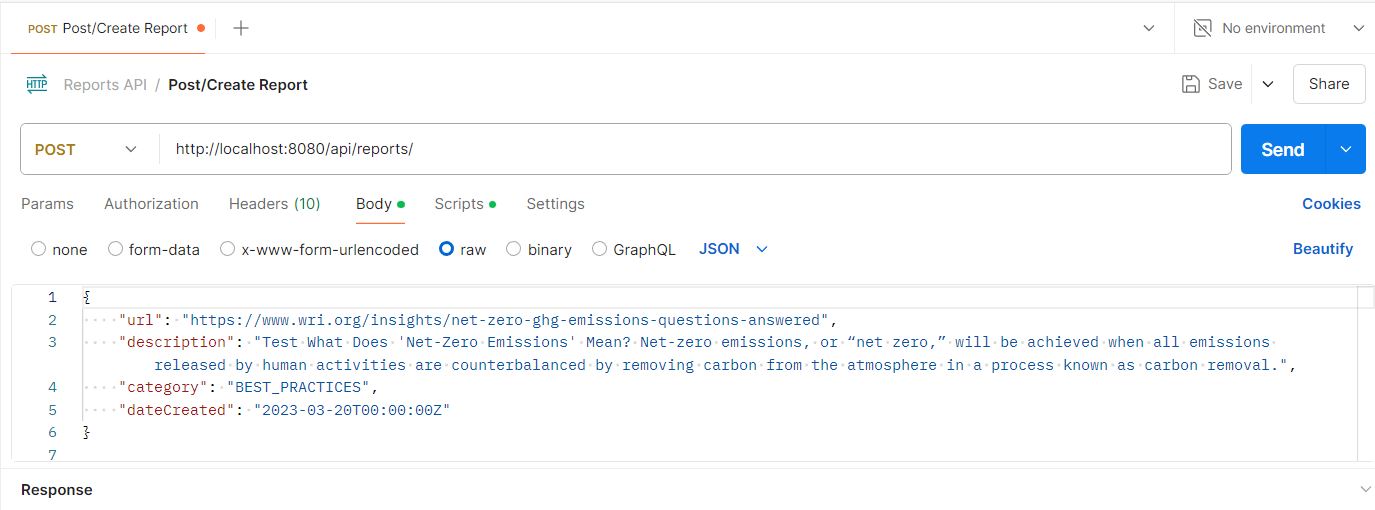 POST Post/Create Report
No environment
HTTP Reports API / Post/Create Report
Save
Share
POST
http://localhost:8080/api/reports/
Send
Params Authorization Headers (10) Body Scripts Settings Cookies
none form-data x-www-form-urlencoded raw binary GraphQL JSON Beautify
1 {
2 "url": "https://www.wri.org/insights/net-zero-ghg-emissions-questions-answered",
3 "description": "Test What Does 'Net-Zero Emissions' Mean? Net-zero emissions, or “net zero,” will be achieved when all emissions
released by human activities are counterbalanced by removing carbon from the atmosphere in a process known as carbon removal.",
4 "category": "BEST_PRACTICES",
5 "dateCreated": "2023-03-20T00:00:00Z"
6 }
7
Response